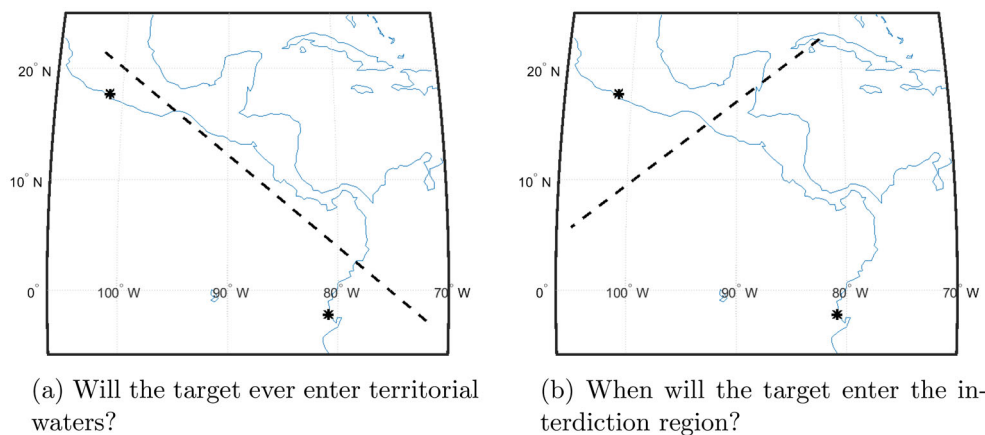 20° N
10° N
0°
100° W
90° W
80° W
70° W
20° N
10° N
0°
100° W
90° W
80° W
70° W
(a) Will the target ever enter territorial
waters?
(b) When will the target enter the in-
terdiction region?